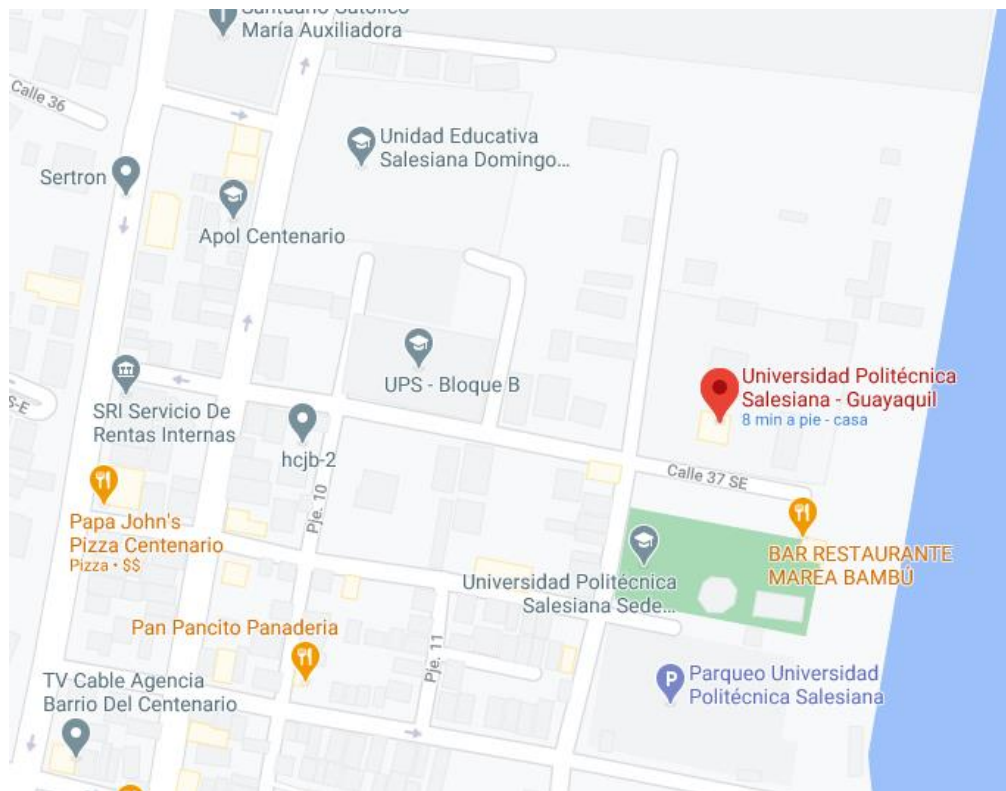 Santuario Católico
María Auxiliadora
Calle 36
Unidad Educativa
Salesiana Domingo...
Sertron
Apol Centenario
UPS - Bloque B
Universidad Politécnica
Salesiana - Guayaquil
8 min a pie - casa
S-E
SRI Servicio De
Rentas Internas
hcjb-2
Calle 37 SE
Pje. 10
Papa John's
Pizza Centenario
Pizza • $$
BAR RESTAURANTE
MAREA BAMBÚ
Universidad Politécnica
Salesiana Sede...
Pan Pancito Panaderia
Pje. 11
TV Cable Agencia
Barrio Del Centenario
P
Parqueo Universidad
Politécnica Salesiana